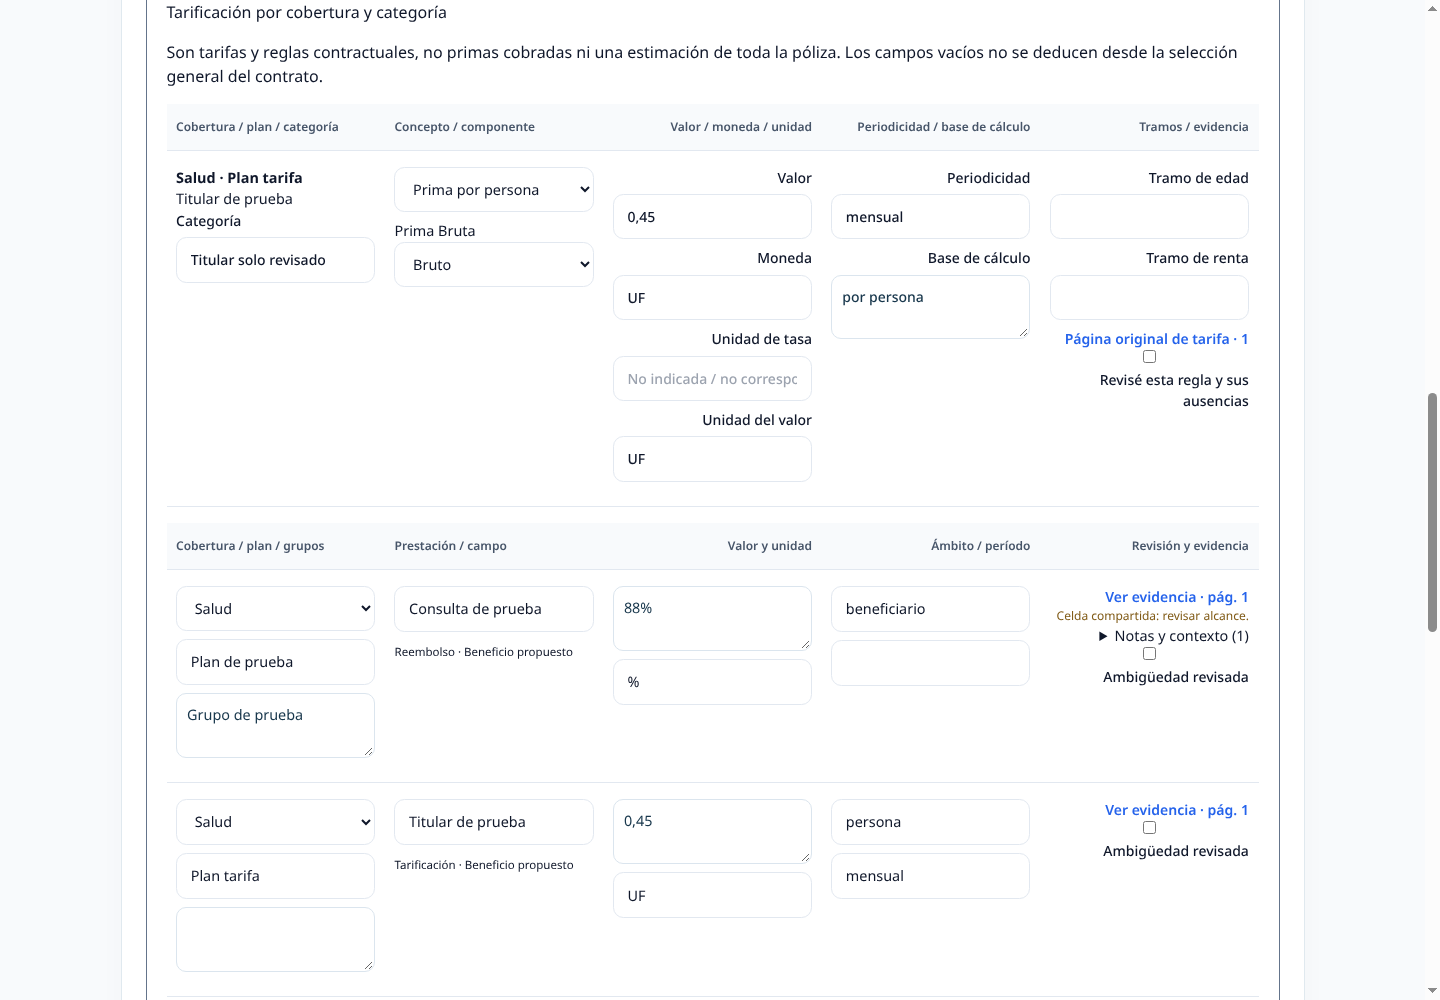 Tarificación por cobertura y categoría
Son tarifas y reglas contractuales, no primas cobradas ni una estimación de toda la póliza. Los campos vacíos no se deducen desde la selección
general del contrato.
Cobertura / plan / categoría
Concepto / componente
Valor / moneda / unidad
Periodicidad / base de cálculo
Tramos / evidencia
Salud · Plan tarifa
Titular de prueba
Categoría
Titular solo revisado
Prima por persona
Prima Bruta
Bruto
Valor
0,45
Moneda
UF
Unidad de tasa
No indicada / no correspo
Unidad del valor
UF
Periodicidad
mensual
Base de cálculo
por persona
Tramo de edad
Tramo de renta
Página original de tarifa · 1
Revisé esta regla y sus
ausencias
Cobertura / plan / grupos
Prestación / campo
Valor y unidad
Ámbito / período
Revisión y evidencia
Salud
Plan de prueba
Grupo de prueba
Consulta de prueba
Reembolso · Beneficio propuesto
88%
%
beneficiario
Ver evidencia · pág. 1
Celda compartida: revisar alcance.
Notas y contexto (1)
Ambigüedad revisada
Salud
Plan tarifa
Titular de prueba
Tarificación · Beneficio propuesto
0,45
UF
persona
mensual
Ver evidencia · pág. 1
Ambigüedad revisada